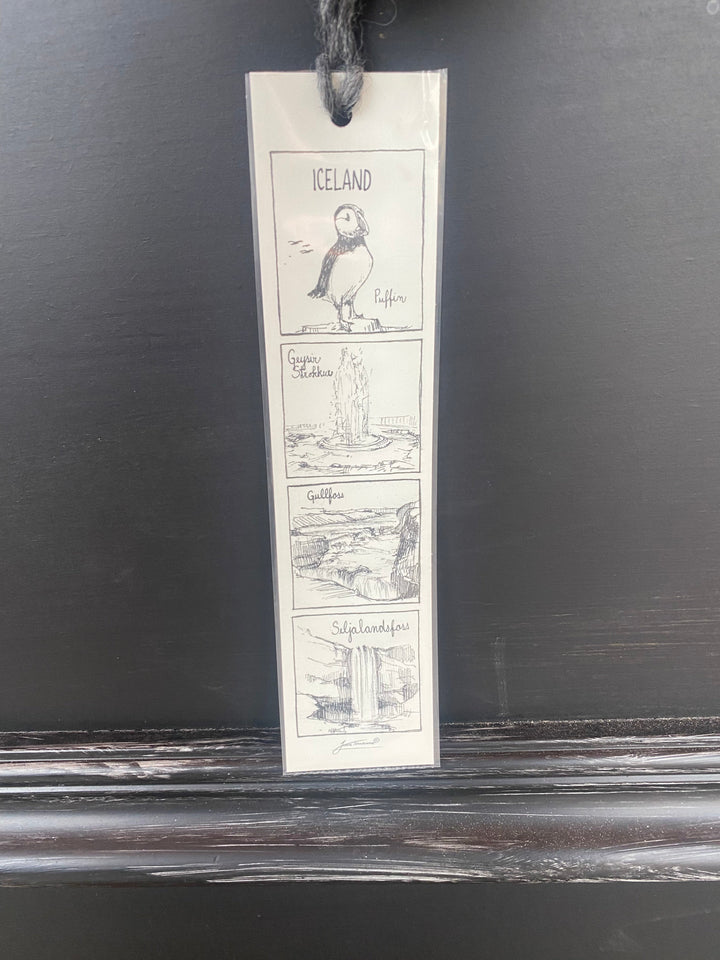 ICELAND
Puffin
Geysir
Strokkur
Gullfoss
Seljalandsfoss